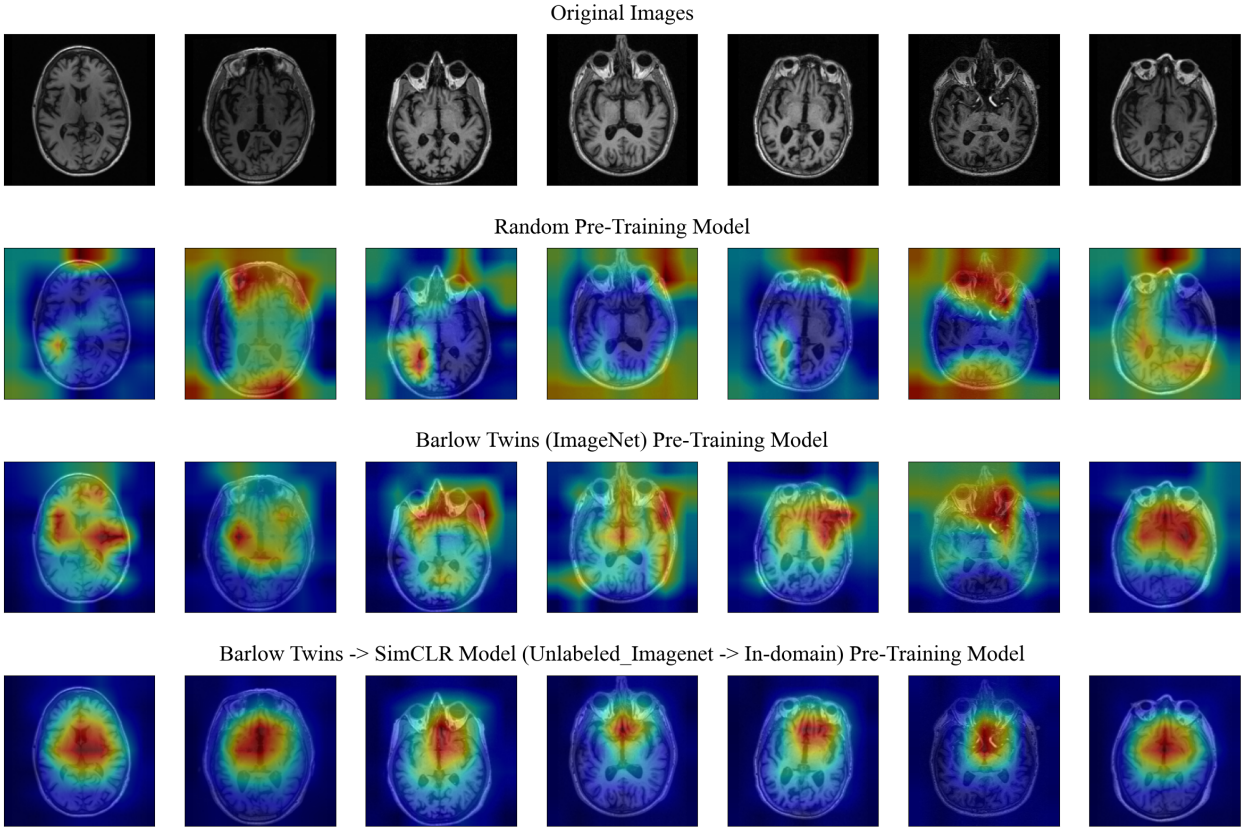 Original Images
Random Pre-Training Model
Barlow Twins (ImageNet) Pre-Training Model
Barlow Twins -> SimCLR Model (Unlabeled_Imagenet -> In-domain) Pre-Training Model